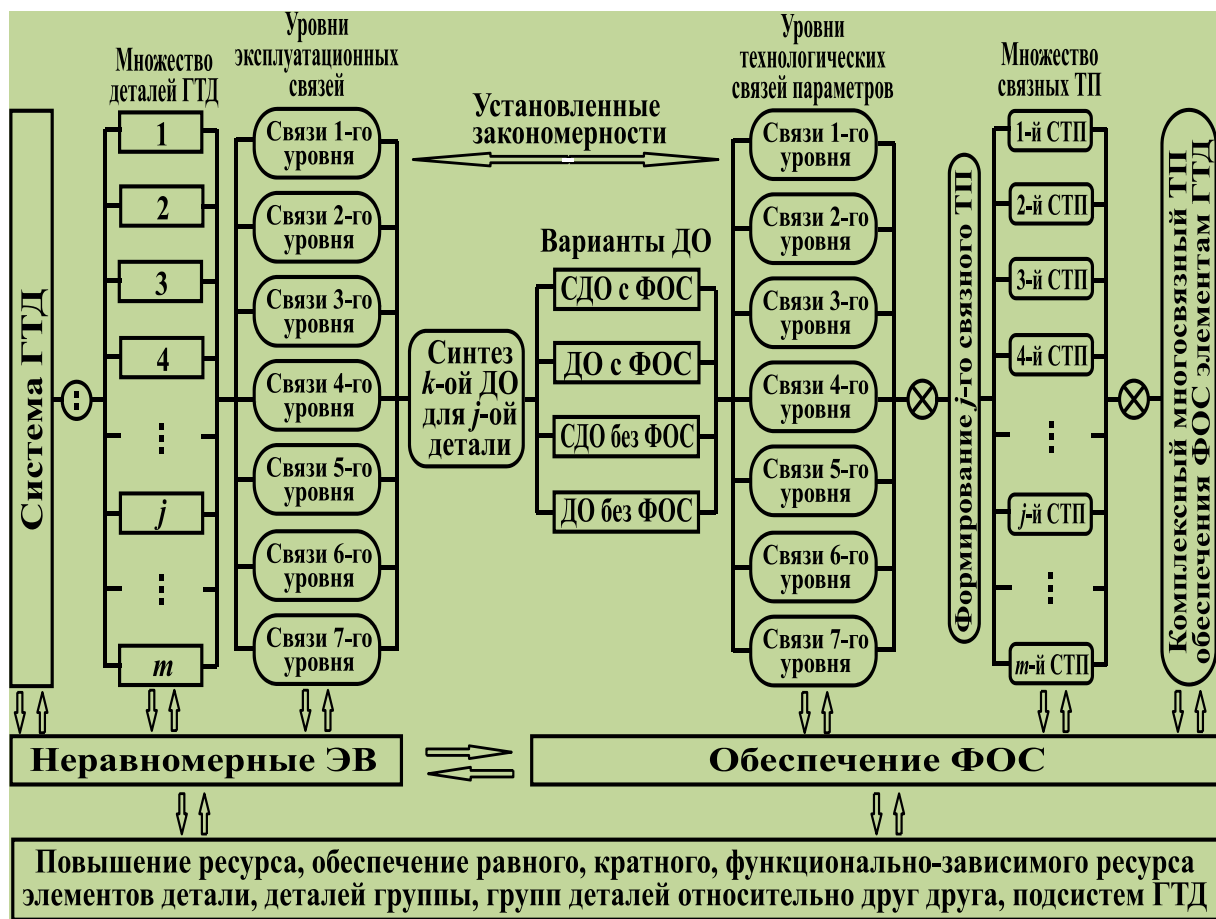 Система ГТД
Множество
деталей ГТД
1
2
3
4
j
m
Уровни
эксплуатационных
связей
Связи 1-го
уровня
Связи 2-го
уровня
Связи 3-го
уровня
Связи 4-го
уровня
Связи 5-го
уровня
Связи 6-го
уровня
Связи 7-го
уровня
Установленные
закономерности
Синтез
k-ой ДО
для j-ой
детали
Варианты ДО
СДО с ФОС
ДО с ФОС
СДО без ФОС
ДО без ФОС
Уровни
технологических
связей параметров
Связи 1-го
уровня
Связи 2-го
уровня
Связи 3-го
уровня
Связи 4-го
уровня
Связи 5-го
уровня
Связи 6-го
уровня
Связи 7-го
уровня
Формирование j-го связного ТП
Множество
связных ТП
1-й СТП
2-й СТП
3-й СТП
4-й СТП
j-й СТП
m-й СТП
Комплексный многосвязный ТП
обеспечения ФОС элементам ГТД
Неравномерные ЭВ
Обеспечение ФОС
Повышение ресурса, обеспечение равного, кратного, функционально-зависимого ресурса
элементов детали, деталей группы, групп деталей относительно друг друга, подсистем ГТД